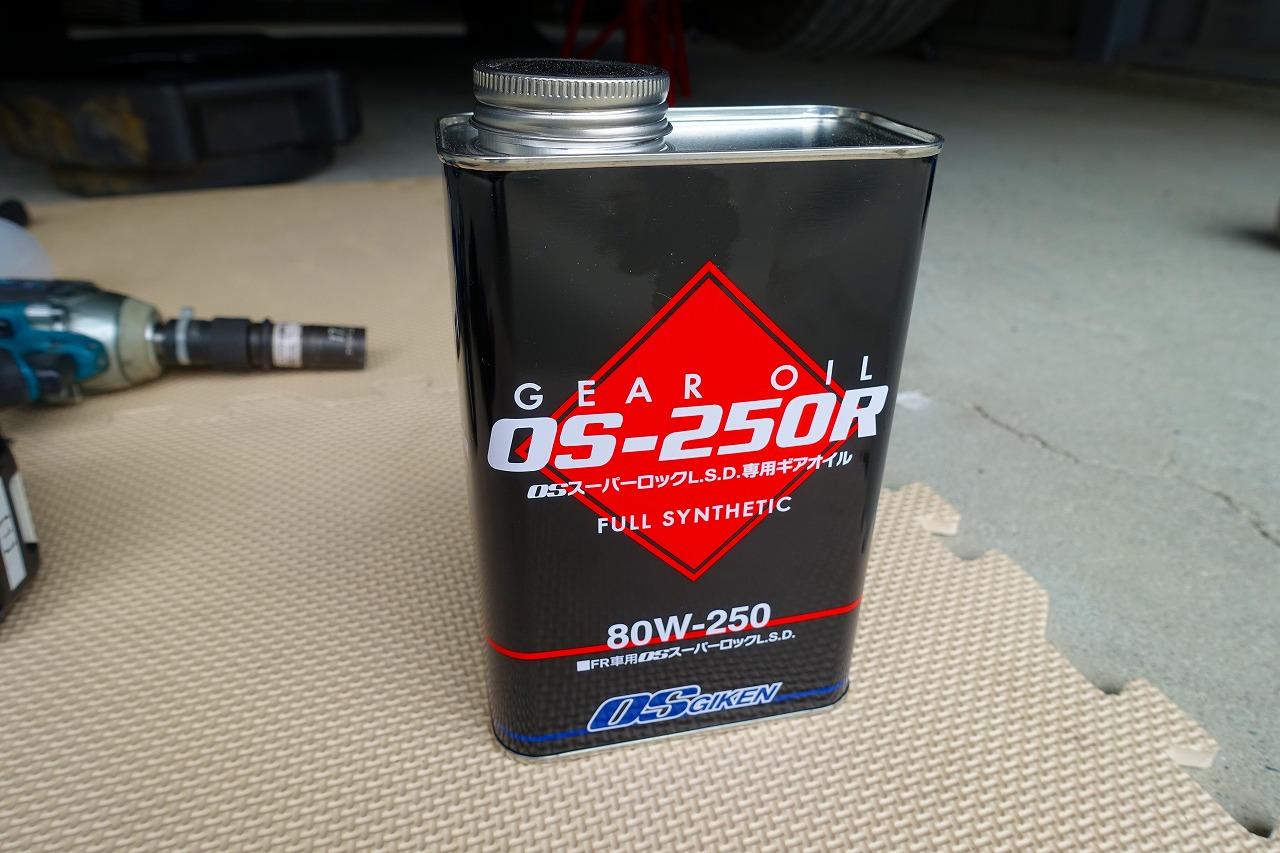 GEAR OIL
OS-250R
OSスーパーロックL.S.D.専用ギアオイル
FULL SYNTHETIC
80W-250
■FR車用OSスーパーロックL.S.D.
OS GIKEN